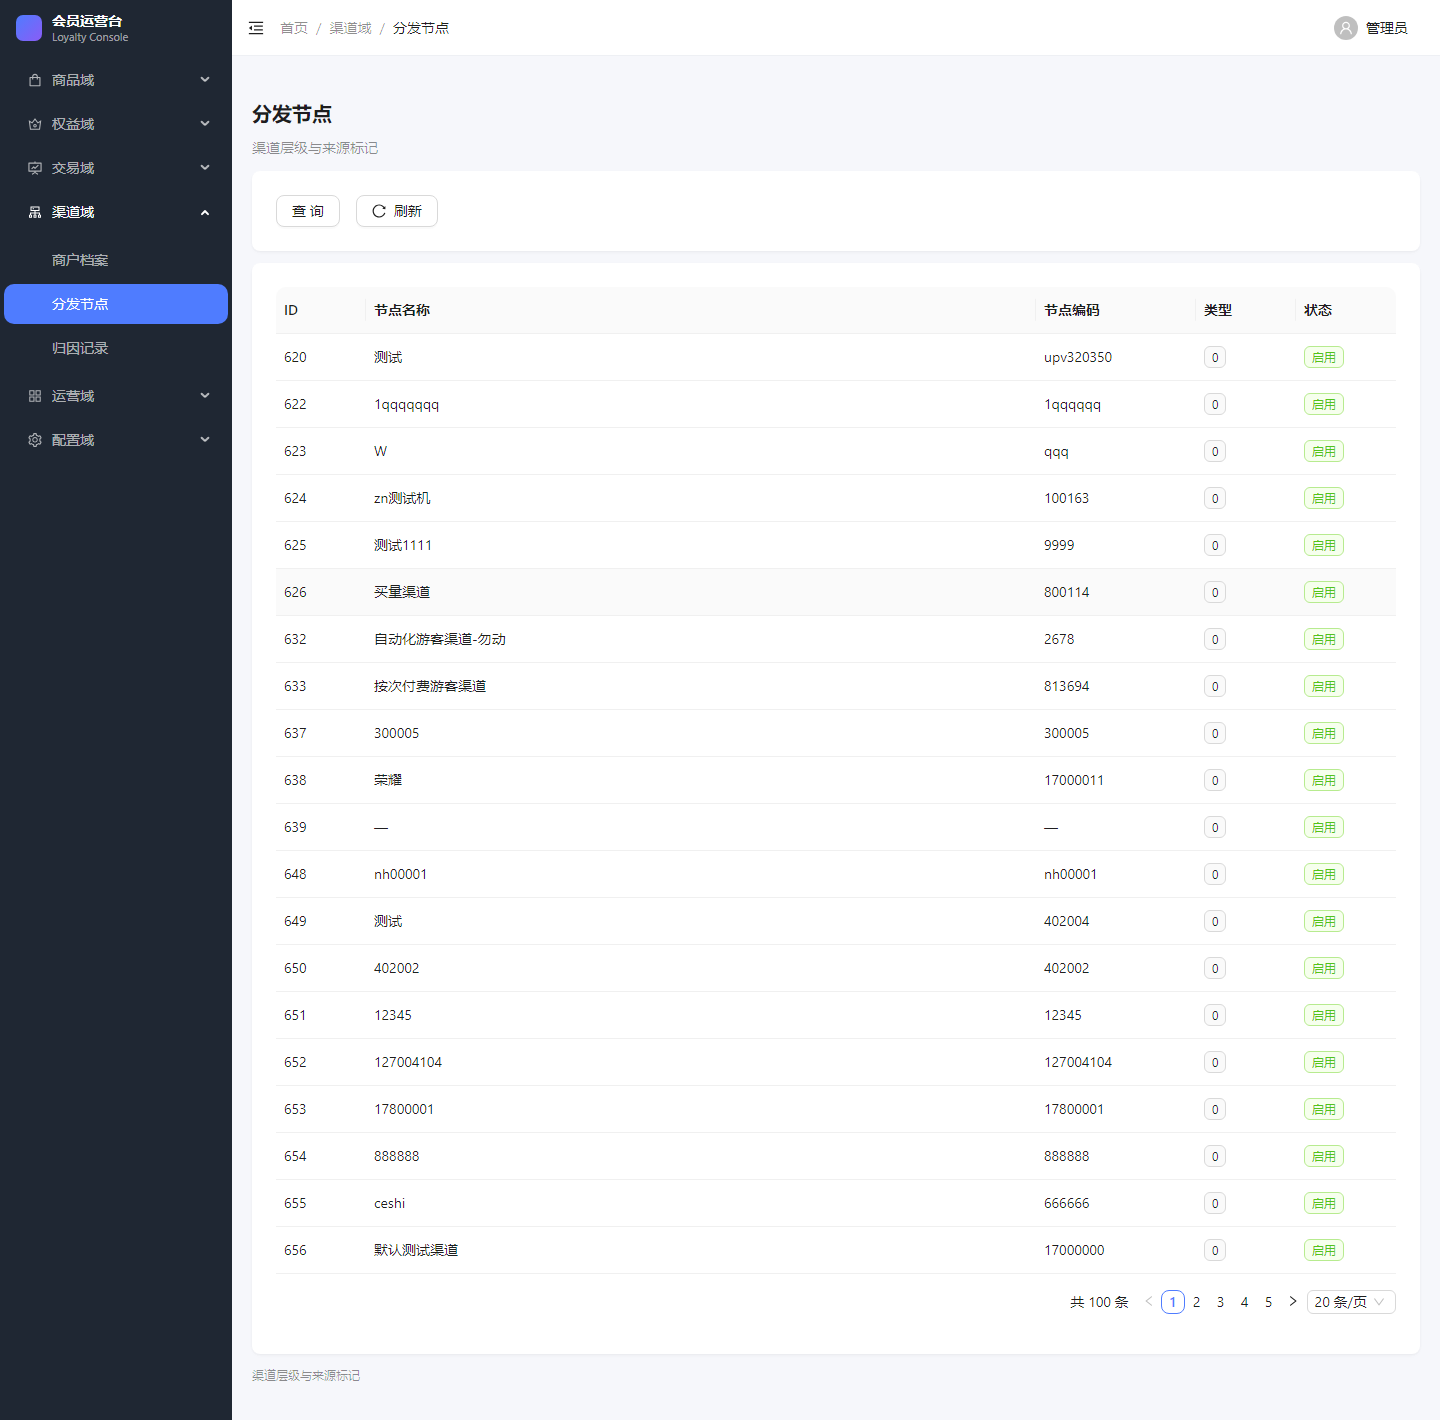 会员运营台
Loyalty Console
商品域
权益域
交易域
渠道域
商户档案
分发节点
归因记录
运营域
配置域
首页 / 渠道域 / 分发节点
管理员
分发节点
渠道层级与来源标记
查 询 刷新
ID 节点名称 节点编码 类型 状态
620 测试 upv320350 0 启用
622 1qqqqqqq 1qqqqqq 0 启用
623 W qqq 0 启用
624 zn测试机 100163 0 启用
625 测试1111 9999 0 启用
626 买量渠道 800114 0 启用
632 自动化游客渠道-勿动 2678 0 启用
633 按次付费游客渠道 813694 0 启用
637 300005 300005 0 启用
638 荣耀 17000011 0 启用
639 — — 0 启用
648 nh00001 nh00001 0 启用
649 测试 402004 0 启用
650 402002 402002 0 启用
651 12345 12345 0 启用
652 127004104 127004104 0 启用
653 17800001 17800001 0 启用
654 888888 888888 0 启用
655 ceshi 666666 0 启用
656 默认测试渠道 17000000 0 启用
共 100 条 < 1 2 3 4 5 > 20 条/页
渠道层级与来源标记